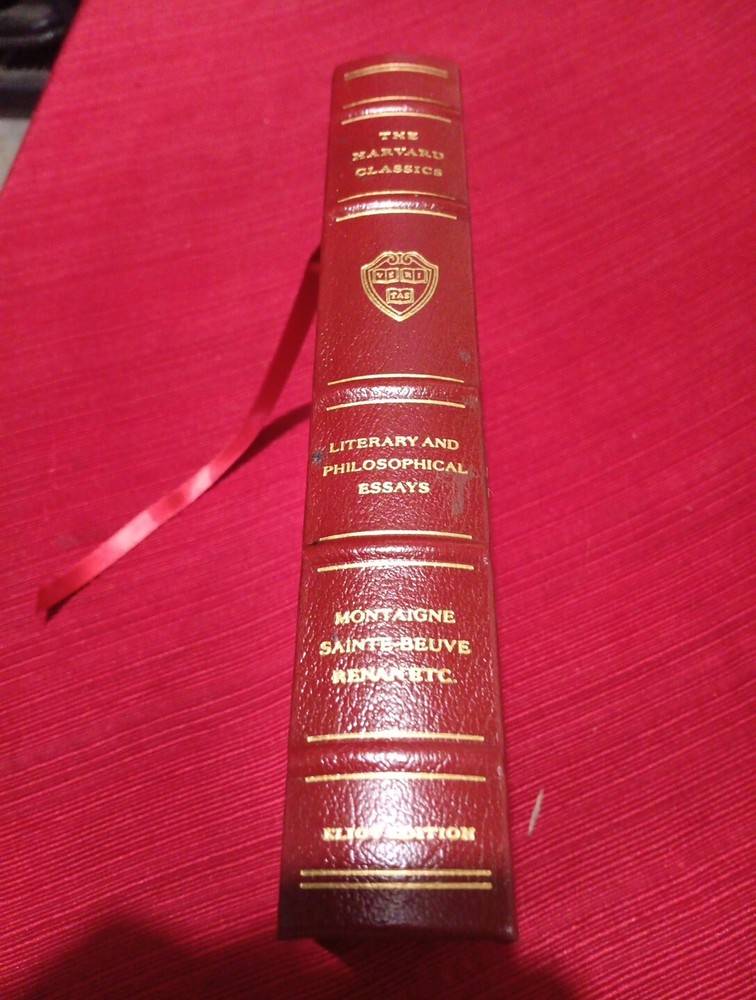 THE
HARVARD
CLASSICS
VE RI
TAS
LITERARY AND
PHILOSOPHICAL
ESSAYS
MONTAIGNE
SAINTE-BEUVE
RENAN ETC.
ELIOT EDITION